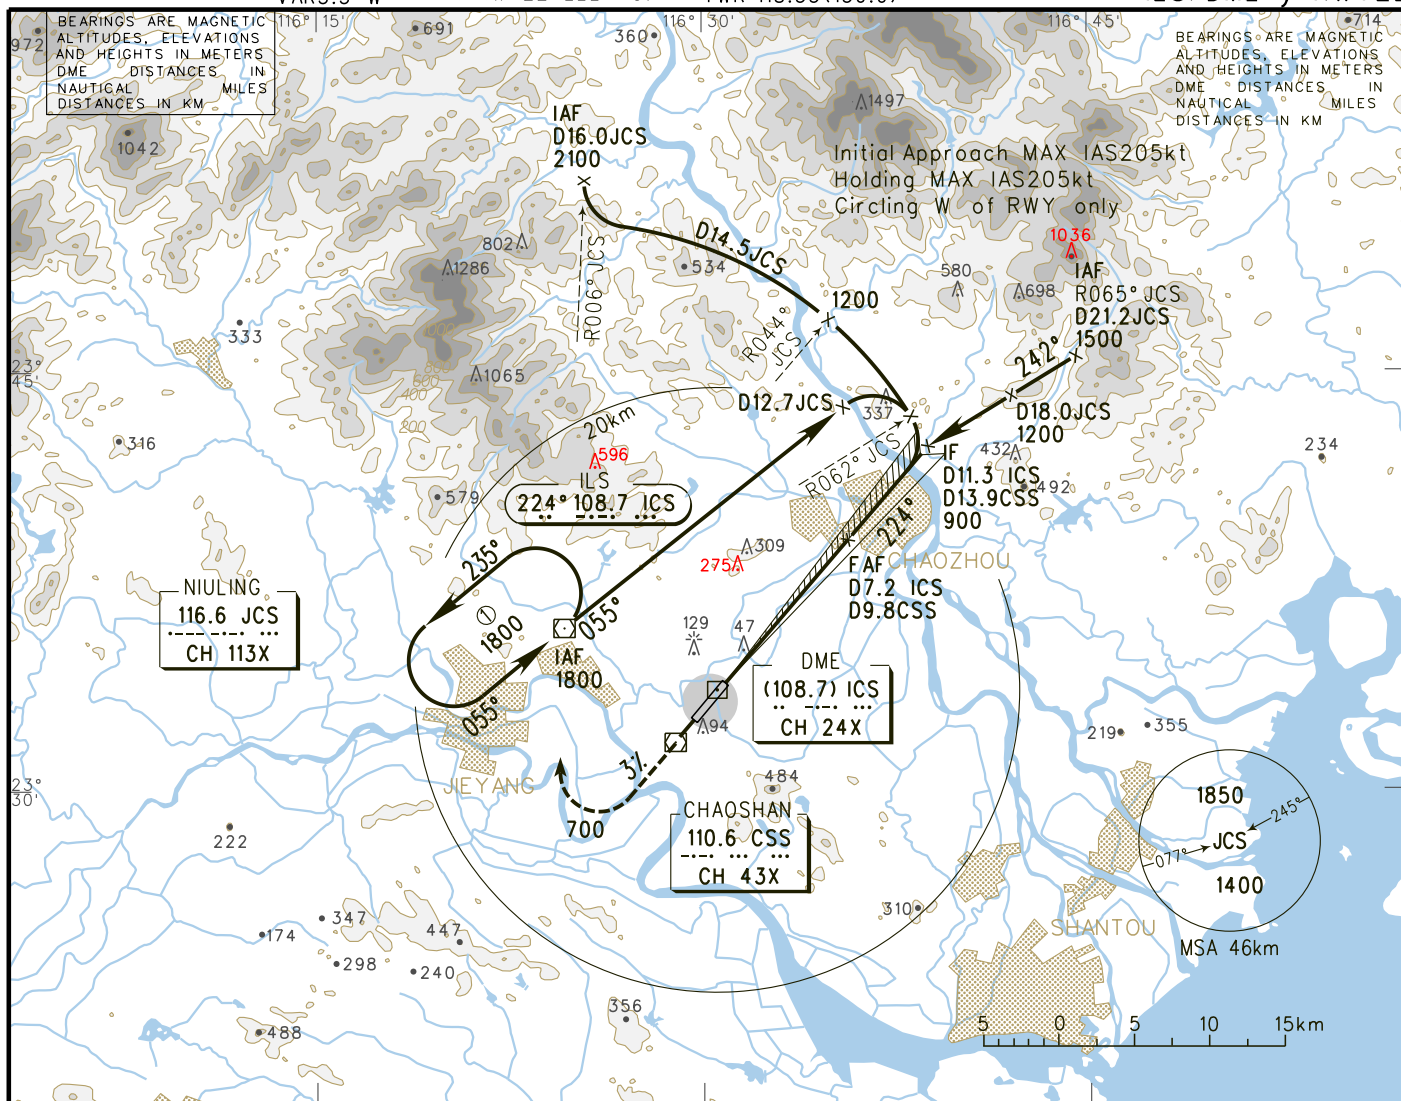 116° 15'
116° 30'
116° 45'
BEARINGS ARE MAGNETIC
ALTITUDES, ELEVATIONS
AND HEIGHTS IN METERS
DME DISTANCES IN
NAUTICAL MILES
DISTANCES IN KM
BEARINGS ARE MAGNETIC
ALTITUDES, ELEVATIONS
AND HEIGHTS IN METERS
DME DISTANCES IN
NAUTICAL MILES
DISTANCES IN KM
972
691
360
714
1042
1497
IAF
D16.0JCS
2100
Initial Approach MAX IAS205kt
Holding MAX IAS205kt
Circling W of RWY only
802
1286
R006° JCS
D14.5JCS
534
1036
580
698
IAF
R065° JCS
D21.2JCS
1500
333
1000
800
600
400
200
1200
R044°
JCS
242°
23°
45'
1065
20km
D12.7JCS
337
D18.0JCS
1200
316
596
R062° JCS
432
492
234
ILS
224° 108.7 ICS
579
IF
D11.3 ICS
D13.9CSS
900
224°
309
275
CHAOZHOU
FAF
D7.2 ICS
D9.8CSS
235°
NIULING
116.6 JCS
CH 113X
1
1800
055°
IAF
1800
055°
129
47
DME
(108.7) ICS
CH 24X
94
219
355
23°
30'
JIEYANG
3%
700
484
CHAOSHAN
110.6 CSS
CH 43X
1850
245°
JCS
077°
1400
MSA 46km
222
310
SHANTOU
347
174
447
298
240
356
488
5 0 5 10 15km